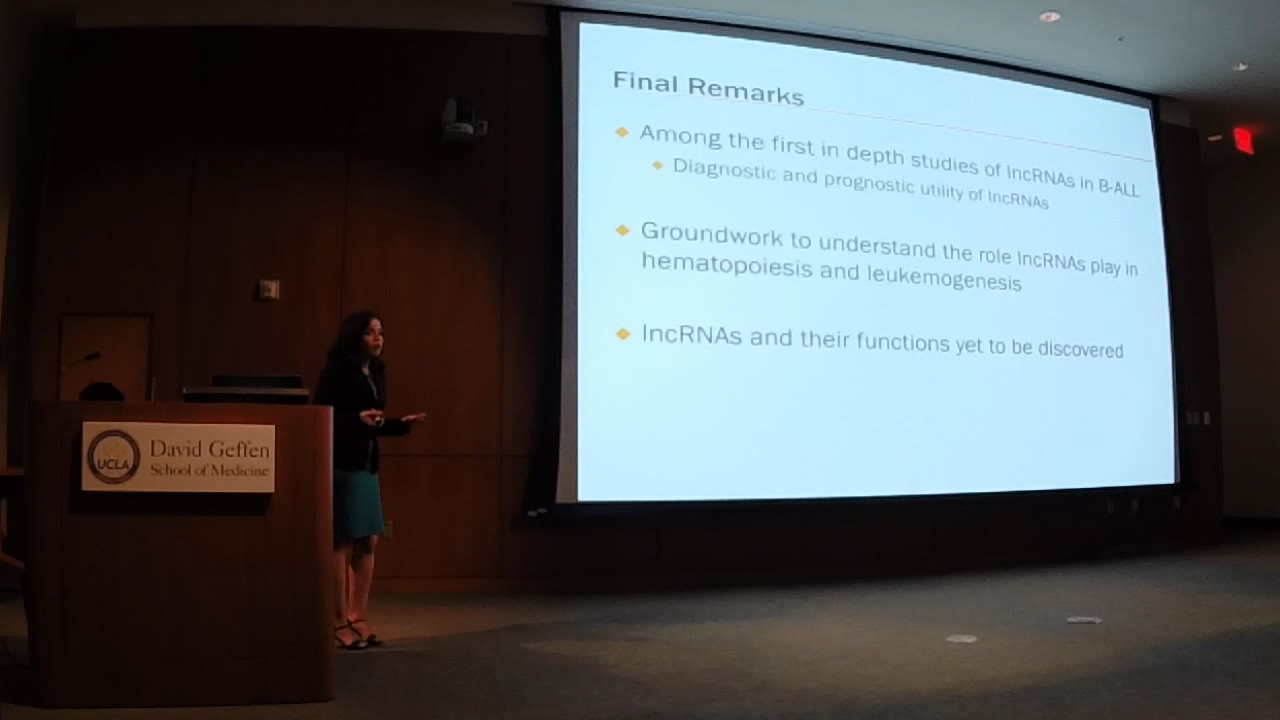 Final Remarks
Among the first in depth studies of lncRNAs in B-ALL
Diagnostic and prognostic utility of lncRNAs
Groundwork to understand the role lncRNAs play in
hematopoiesis and leukemogenesis
lncRNAs and their functions yet to be discovered
UCLA
David Geffen
School of Medicine